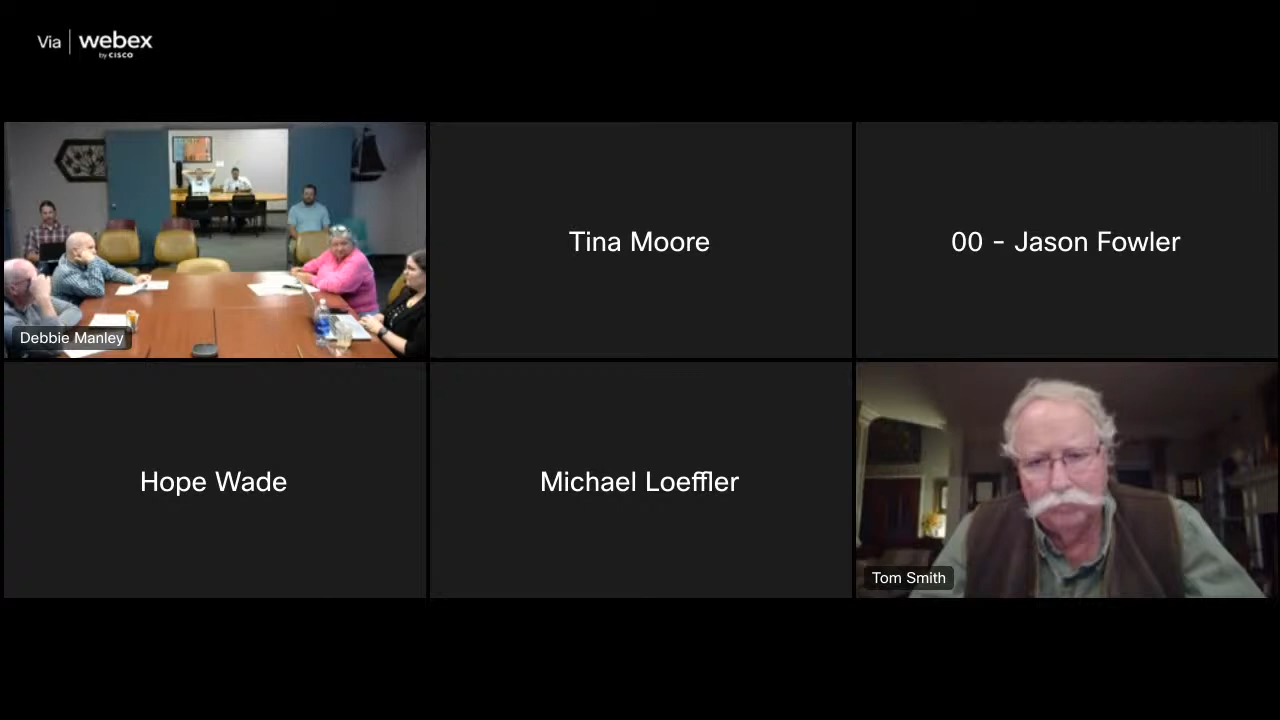 Via webex
by CISCO
Debbie Manley
Tina Moore
00 - Jason Fowler
Hope Wade
Michael Loeffler
Tom Smith